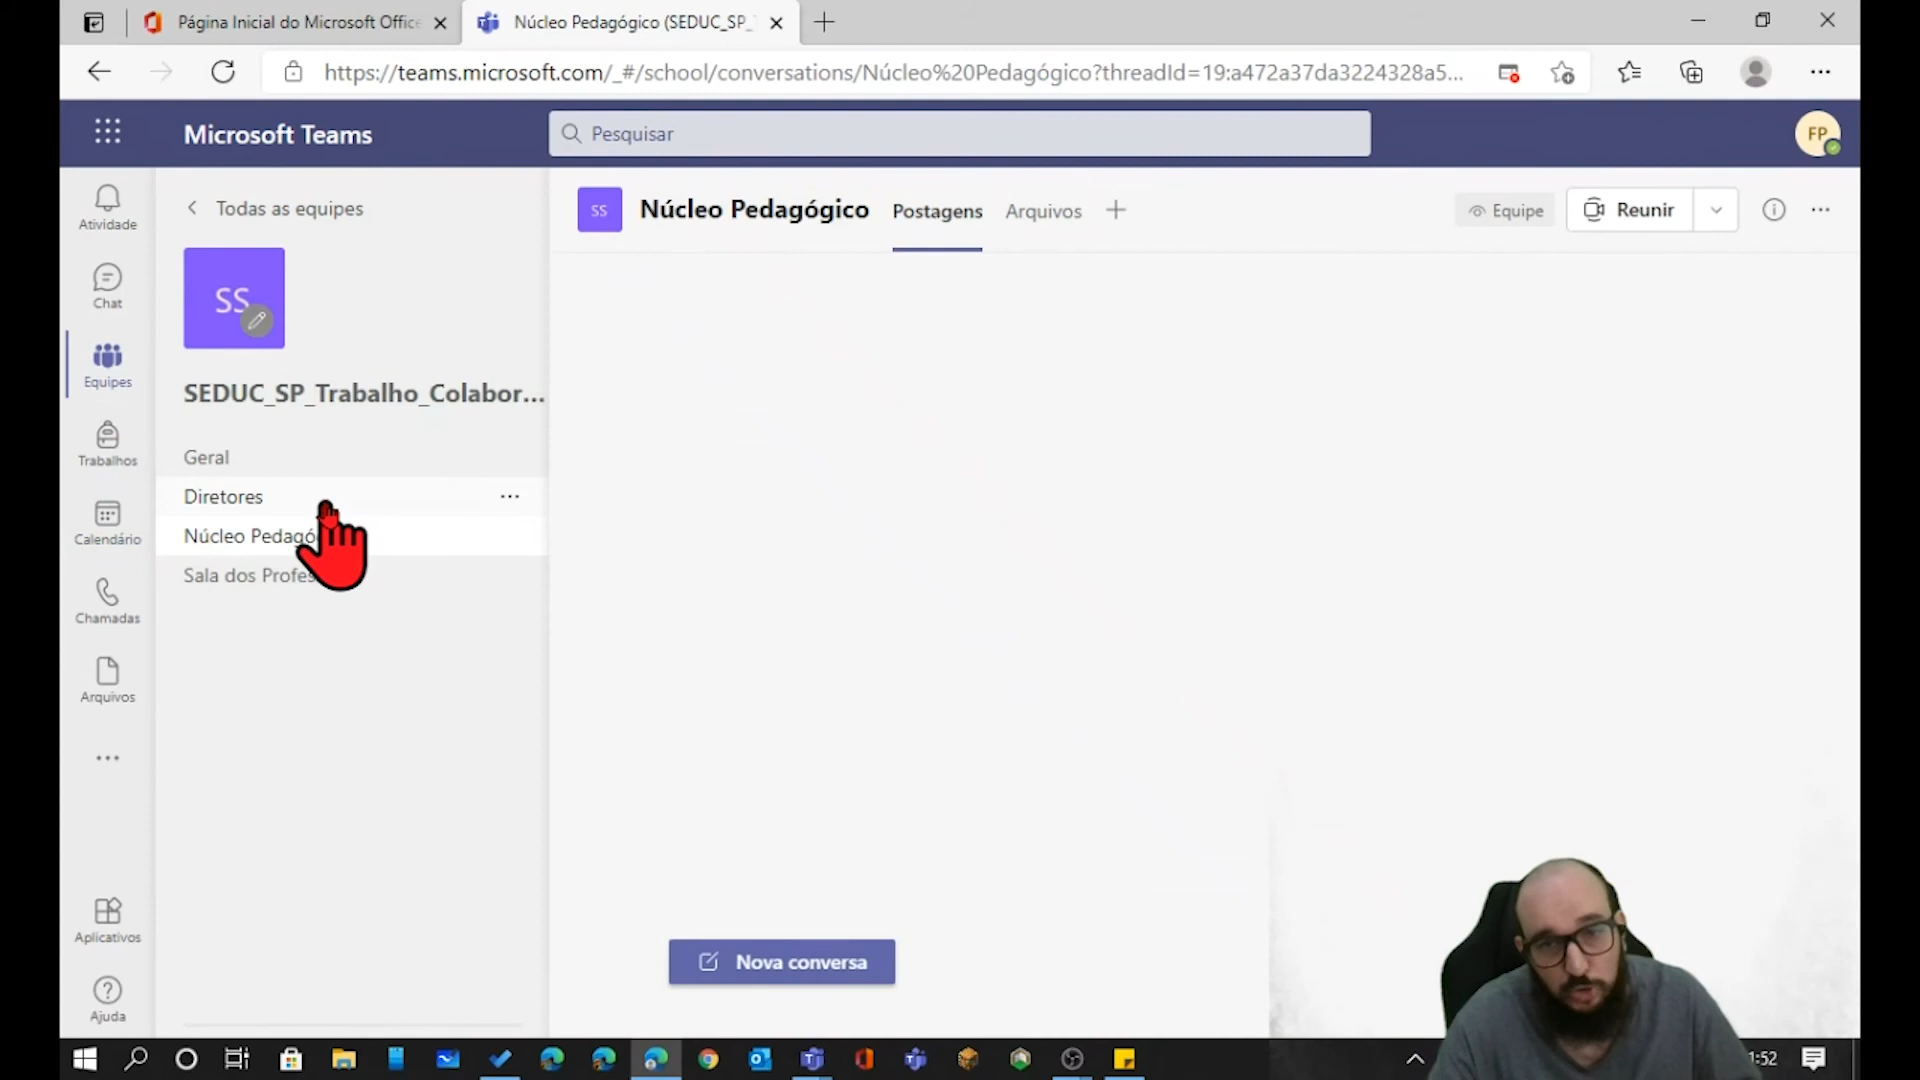 Página Inicial do Microsoft Office
Núcleo Pedagógico (SEDUC_SP_
https://teams.microsoft.com/_#/school/conversations/Núcleo%20Pedagógico?threadId=19:a472a37da3224328a5...
Microsoft Teams
Pesquisar
FP
Atividade
Chat
Equipes
Trabalhos
Calendário
Chamadas
Arquivos
Aplicativos
Ajuda
Todas as equipes
SS
SEDUC_SP_Trabalho_Colabor...
Geral
Diretores
Núcleo Pedagó
Sala dos Profes
SS
Núcleo Pedagógico
Postagens
Arquivos
Equipe
Reunir
Nova conversa
1:52